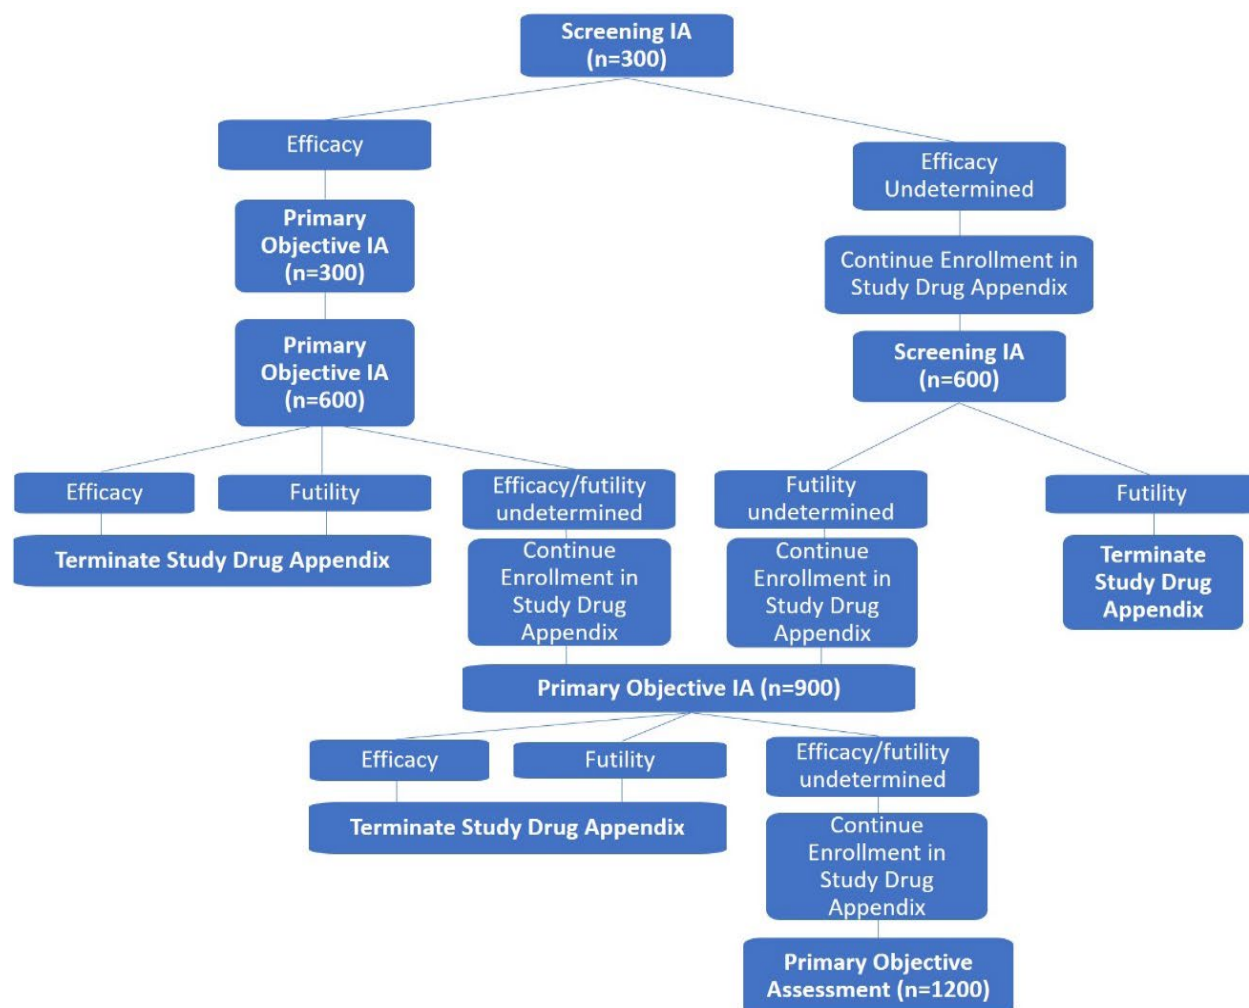 Screening IA
(n=300)
Efficacy
Efficacy
Undetermined
Primary
Objective IA
(n=300)
Continue Enrollment in
Study Drug Appendix
Primary
Objective IA
(n=600)
Screening IA
(n=600)
Efficacy
Futility
Efficacy/futility
undetermined
Futility
undetermined
Futility
Terminate Study Drug Appendix
Continue
Enrollment in
Study Drug
Appendix
Continue
Enrollment in
Study Drug
Appendix
Terminate
Study Drug
Appendix
Primary Objective IA (n=900)
Efficacy
Futility
Efficacy/futility
undetermined
Terminate Study Drug Appendix
Continue
Enrollment in
Study Drug
Appendix
Primary Objective
Assessment (n=1200)